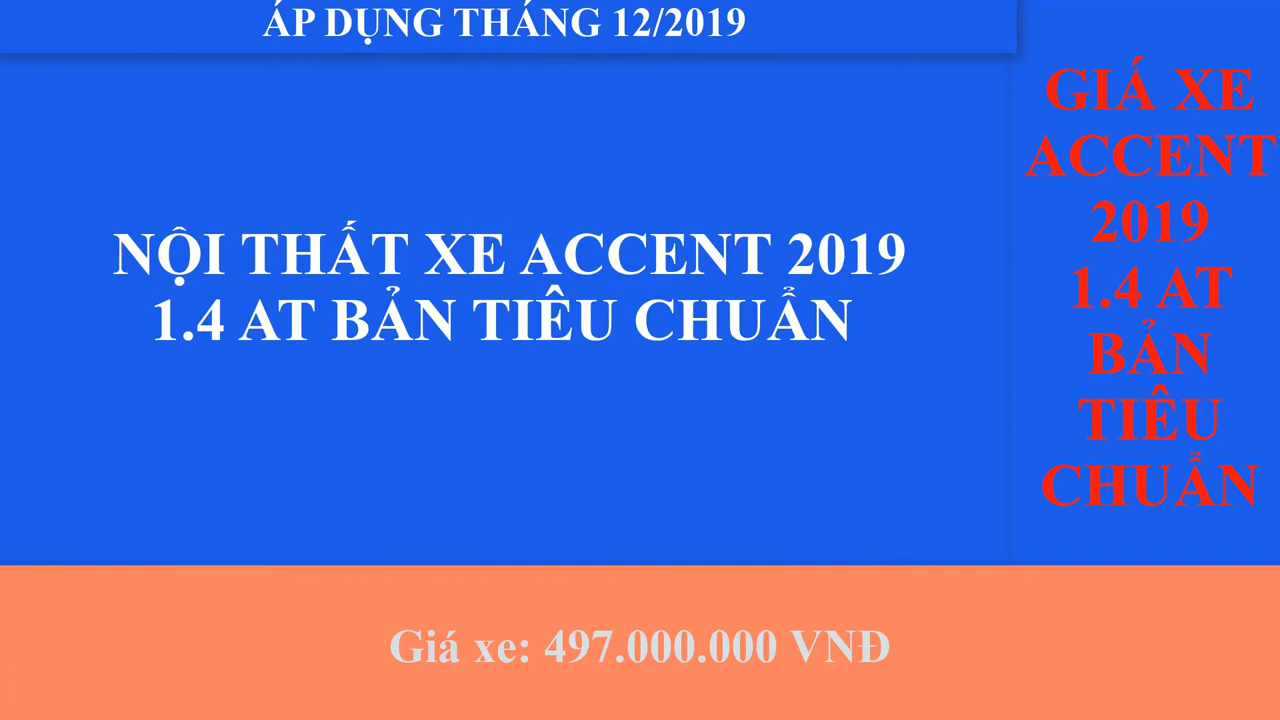 ÁP DỤNG THÁNG 12/2019
NỘI THẤT XE ACCENT 2019
1.4 AT BẢN TIÊU CHUẨN
GIÁ XE
ACCENT
2019
1.4 AT
BẢN
TIÊU
CHUẨN
Giá xe: 497.000.000 VNĐ